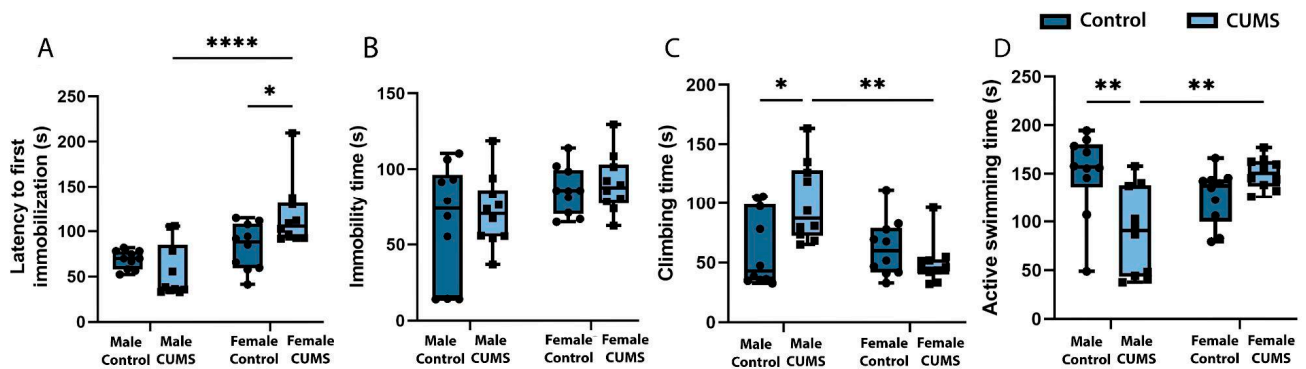 Control CUMS
A
****
*
Latency to first
immobilization (s)
250
200
150
100
50
0
Male
Control
Male
CUMS
Female
Control
Female
CUMS
B
Immobility time (s)
150
100
50
0
Male
Control
Male
CUMS
Female
Control
Female
CUMS
C
*
**
Climbing time (s)
200
150
100
50
0
Male
Control
Male
CUMS
Female
Control
Female
CUMS
D
**
**
Active swimming time (s)
250
200
150
100
50
0
Male
Control
Male
CUMS
Female
Control
Female
CUMS